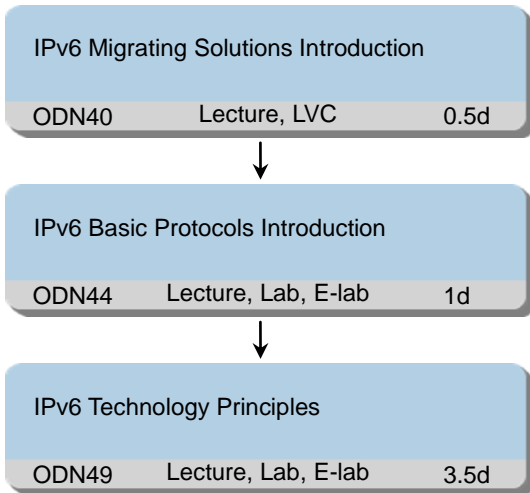 IPv6 Migrating Solutions Introduction
ODN40 Lecture, LVC 0.5d
IPv6 Basic Protocols Introduction
ODN44 Lecture, Lab, E-lab 1d
IPv6 Technology Principles
ODN49 Lecture, Lab, E-lab 3.5d